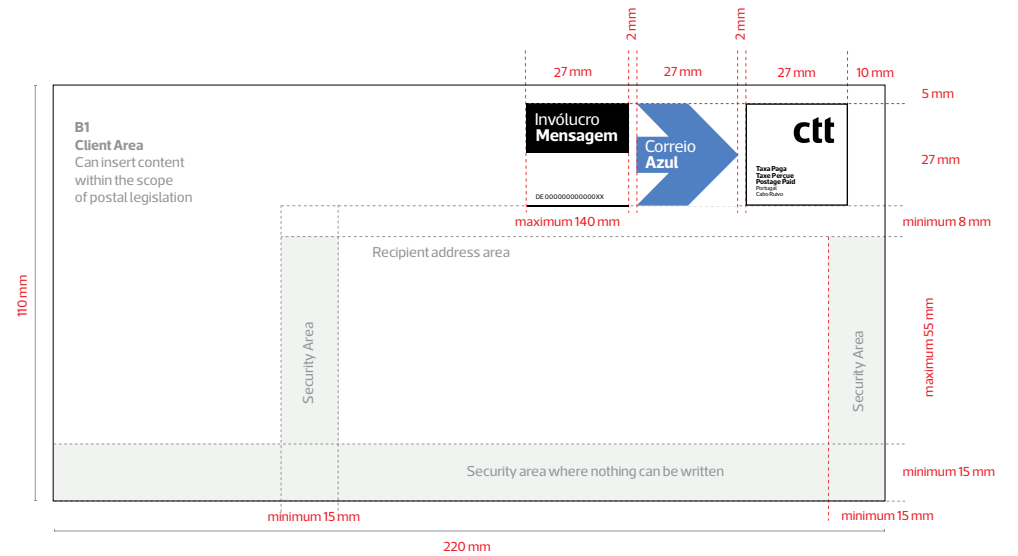 2 mm
2 mm
27 mm
27 mm
27 mm
10 mm
5 mm
B1
Client Area
Can insert content
within the scope
of postal legislation
Invólucro
Mensagem
DE 000000000000XX
Correio
Azul
ctt
Taxa Paga
Taxe Perçue
Postage Paid
Portugal
Cabo Ruivo
27 mm
maximum 140 mm
minimum 8 mm
Recipient address area
110 mm
Security Area
Security Area
maximum 55 mm
Security area where nothing can be written
minimum 15 mm
minimum 15 mm
minimum 15 mm
220 mm